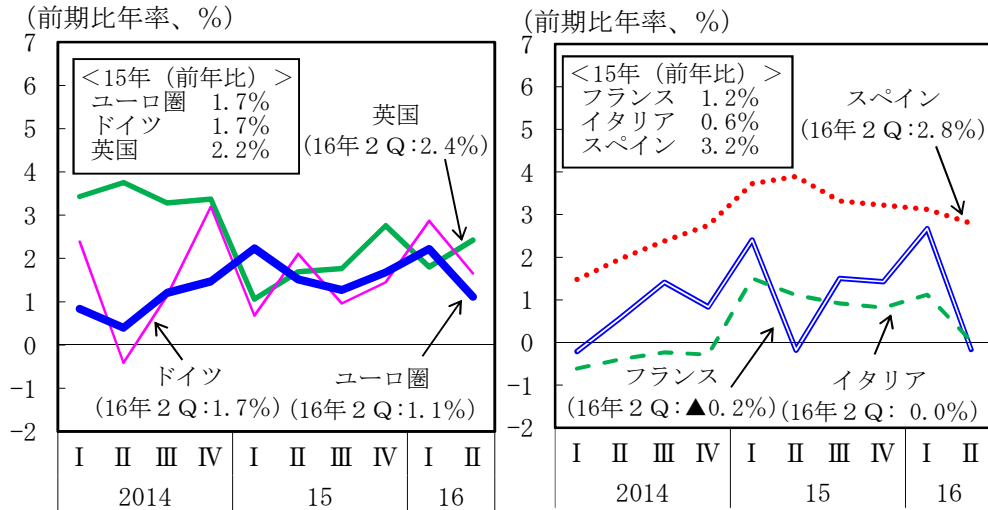 (前期比年率、%)
7
6
5
4
3
2
1
0
−1
−2
<15年（前年比）>
ユーロ圏 1.7%
ドイツ 1.7%
英国 2.2%
英国
(16年２Ｑ:2.4%)
ドイツ
(16年２Ｑ:1.7%)
ユーロ圏
(16年２Ｑ:1.1%)
Ⅰ Ⅱ Ⅲ Ⅳ Ⅰ Ⅱ Ⅲ Ⅳ Ⅰ Ⅱ
2014 15 16
(前期比年率、%)
7
6
5
4
3
2
1
0
−1
−2
<15年（前年比）>
フランス 1.2%
イタリア 0.6%
スペイン 3.2%
スペイン
(16年２Ｑ:2.8%)
フランス
(16年２Ｑ:▲0.2%)
イタリア
(16年２Ｑ: 0.0%)
Ⅰ Ⅱ Ⅲ Ⅳ Ⅰ Ⅱ Ⅲ Ⅳ Ⅰ Ⅱ
2014 15 16